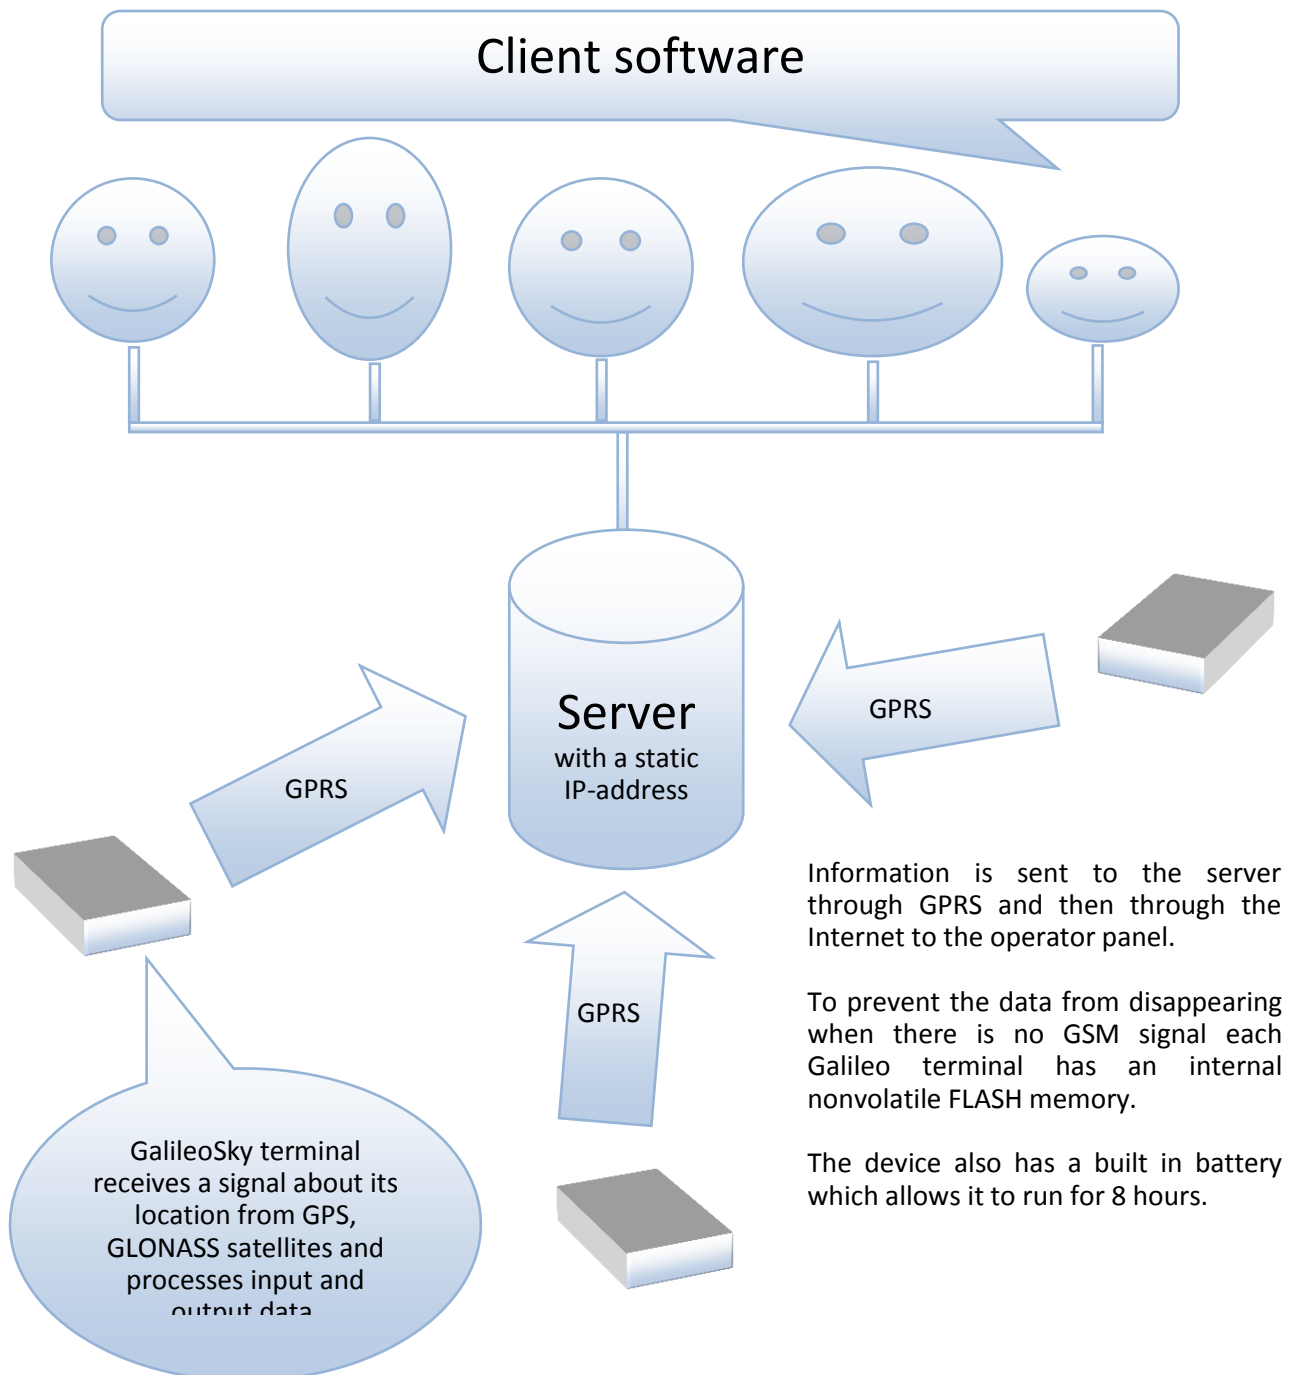 Client software
Server
with a static
IP-address
GPRS
GPRS
GPRS
Information is sent to the server
through GPRS and then through the
Internet to the operator panel.
To prevent the data from disappearing
when there is no GSM signal each
Galileo terminal has an internal
nonvolatile FLASH memory.
The device also has a built in battery
which allows it to run for 8 hours.
GalileoSky terminal
receives a signal about its
location from GPS,
GLONASS satellites and
processes input and
output data